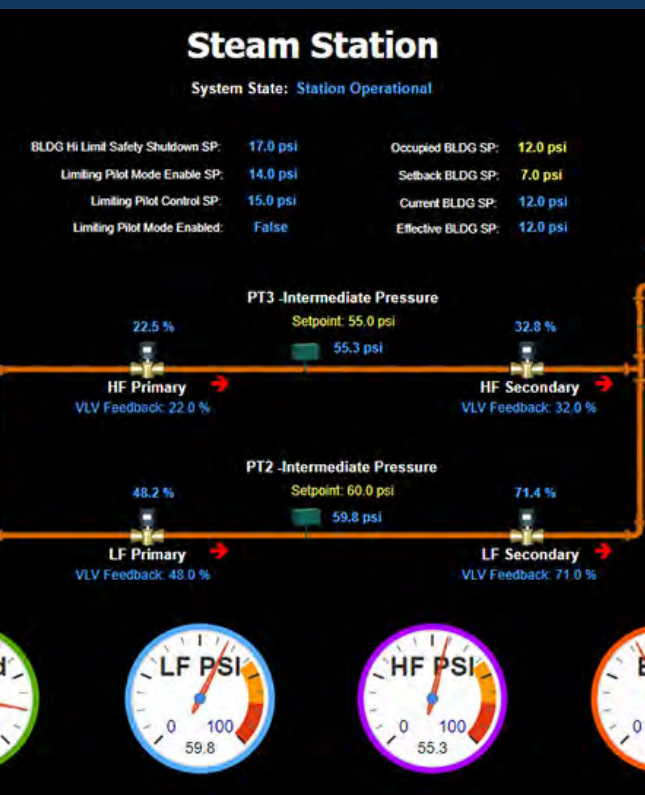 Steam Station
System State: Station Operational
BLDG Hi Limit Safety Shutdown SP: 17.0 psi
Occupied BLDG SP: 12.0 psi
Limiting Pilot Mode Enable SP: 14.0 psi
Setback BLDG SP: 7.0 psi
Limiting Pilot Control SP: 15.0 psi
Current BLDG SP: 12.0 psi
Limiting Pilot Mode Enabled: False
Effective BLDG SP: 12.0 psi
PT3 -Intermediate Pressure
22.5 %
Setpoint: 55.0 psi
32.8 %
55.3 psi
HF Primary
HF Secondary
VLV Feedback: 22.0 %
VLV Feedback: 32.0 %
PT2 -Intermediate Pressure
48.2 %
Setpoint: 60.0 psi
71.4 %
59.8 psi
LF Primary
LF Secondary
VLV Feedback: 48.0 %
VLV Feedback: 71.0 %
LF PSI
HF PSI
0 100
0 100
0
59.8
55.3